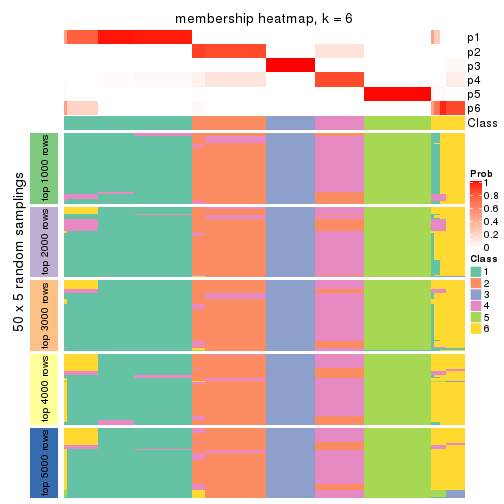 membership heatmap, k = 6
p1
p2
p3
p4
p5
p6
Class
50 x 5 random samplings
top 1000 rows
top 2000 rows
top 3000 rows
top 4000 rows
top 5000 rows
Prob
1
0.8
0.6
0.4
0.2
0
Class
1
2
3
4
5
6